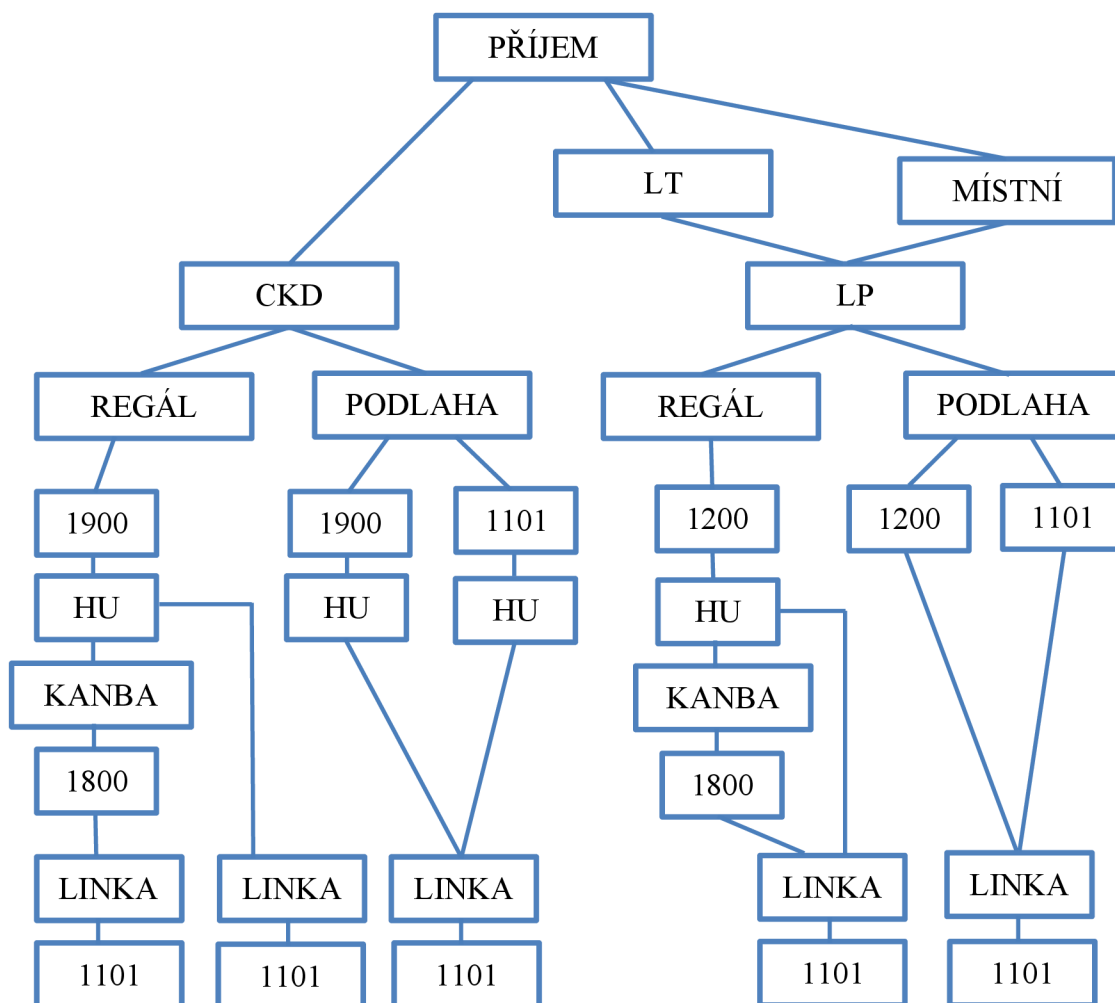 PŘÍJEM
LT
MÍSTNÍ
CKD
LP
REGÁL
PODLAHA
REGÁL
PODLAHA
1900
1900
1101
1200
1200
1101
HU
HU
HU
HU
KANBA
KANBA
1800
1800
LINKA
LINKA
LINKA
LINKA
LINKA
1101
1101
1101
1101
1101